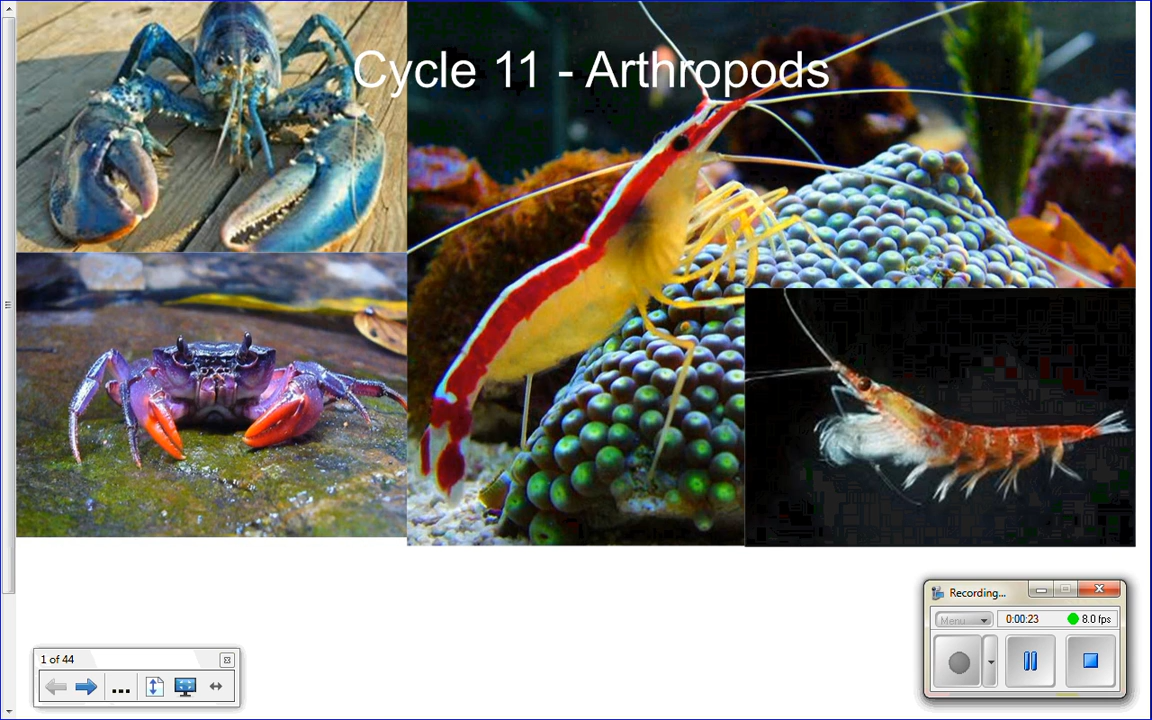 Cycle 11 - Arthropods
Recording...
Menu
0:00:23
8.0 fps
1 of 44
...